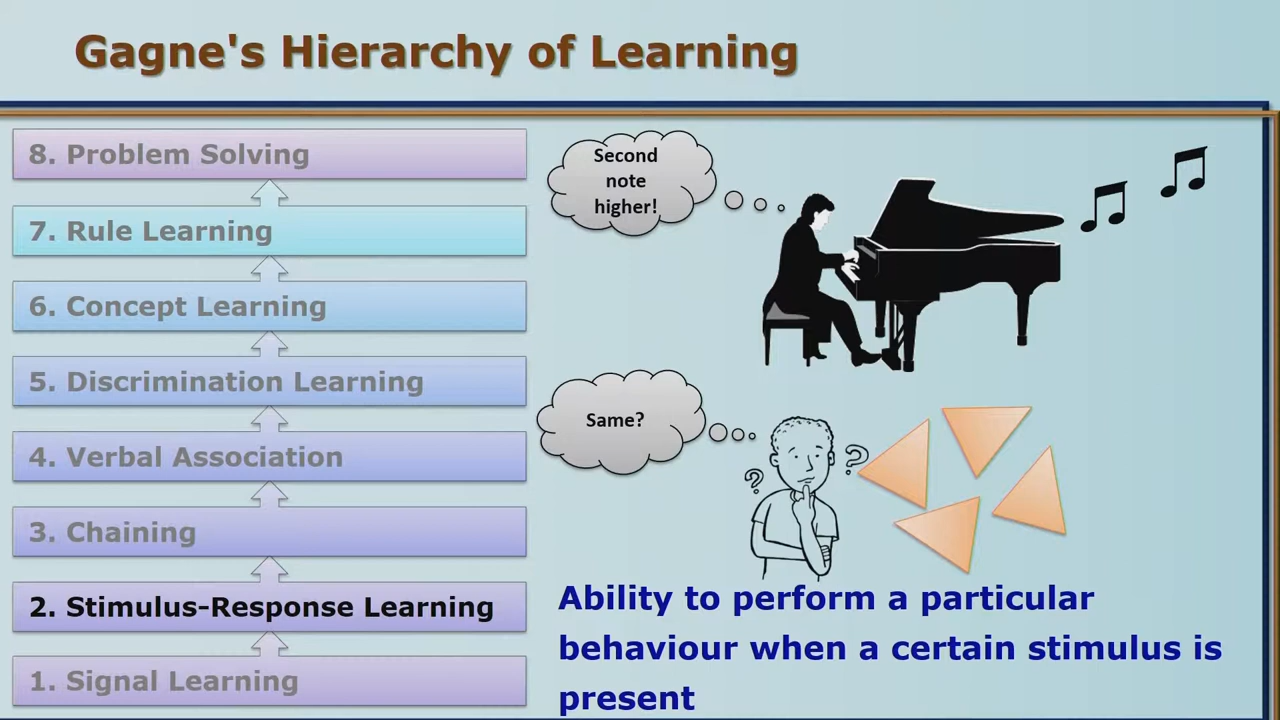 Gagne's Hierarchy of Learning
8. Problem Solving
7. Rule Learning
6. Concept Learning
5. Discrimination Learning
4. Verbal Association
3. Chaining
2. Stimulus-Response Learning
1. Signal Learning
Second
note
higher!
Same?
? ?
Ability to perform a particular
behaviour when a certain stimulus is
present